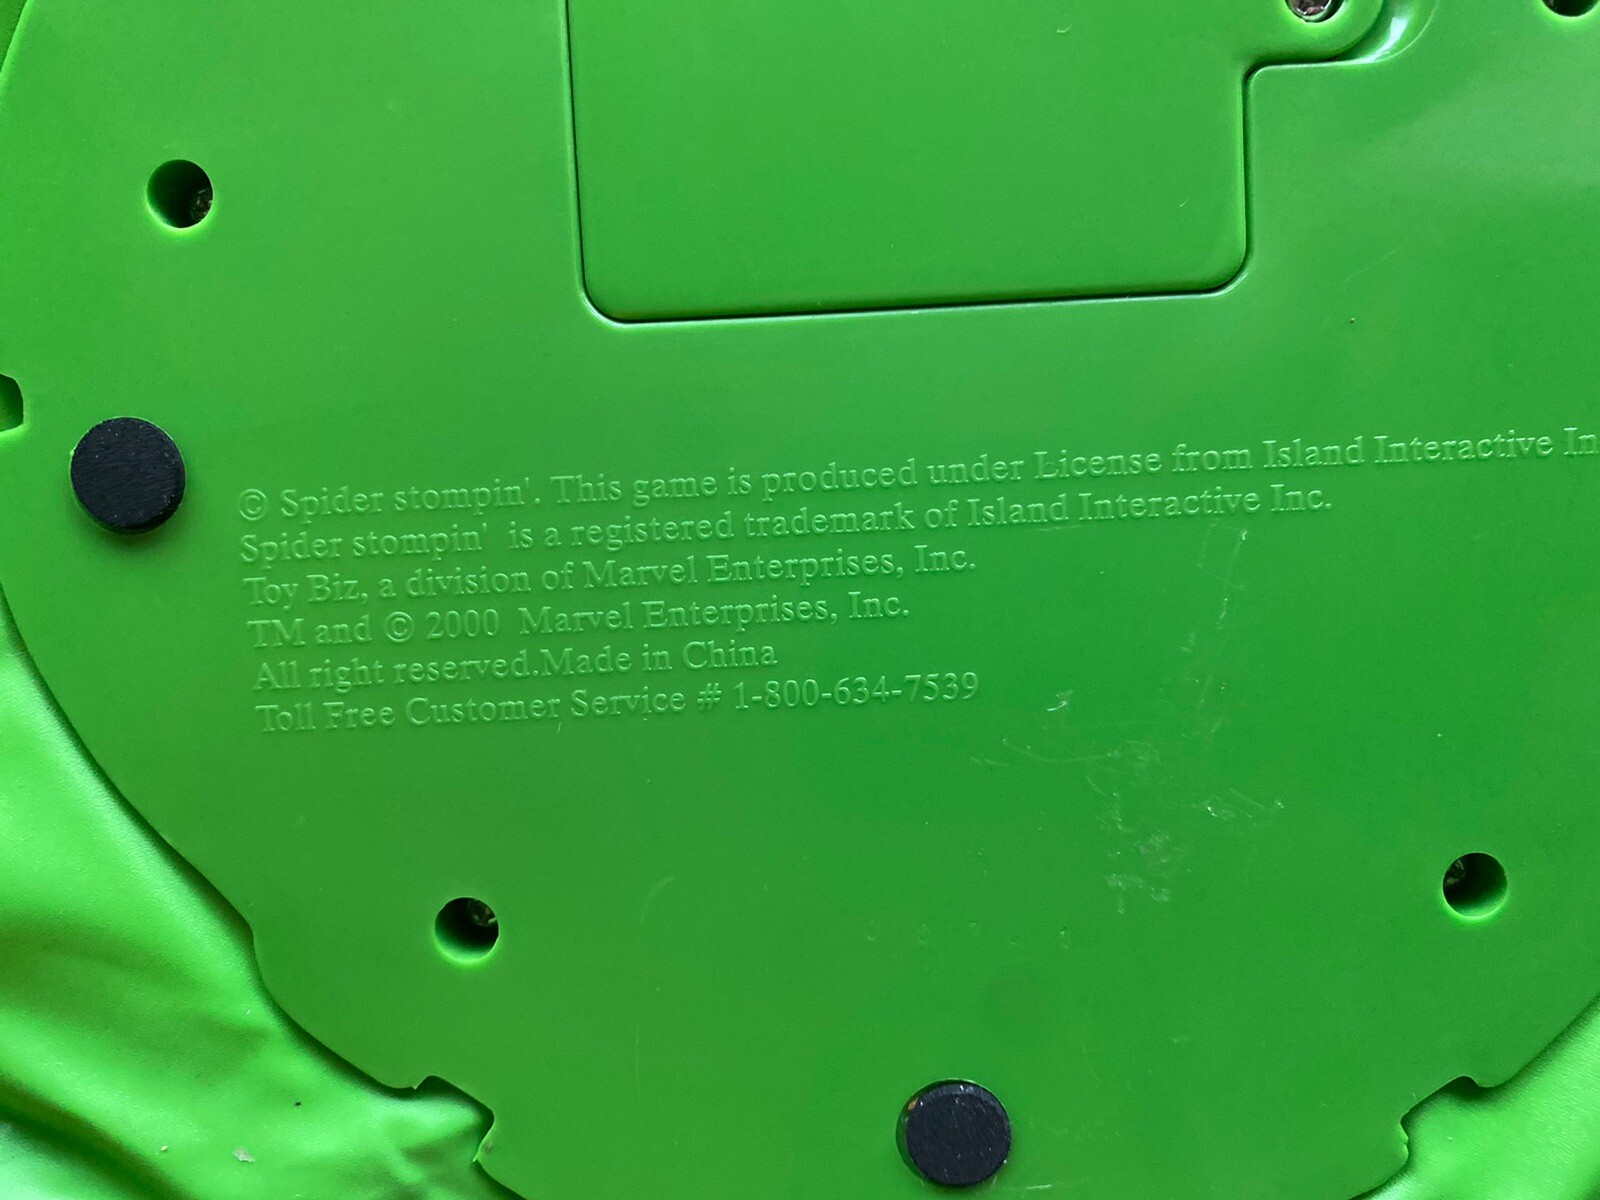 © Spider stompin'. This game is produced under License from Island Interactive In
Spider stompin' is a registered trademark of Island Interactive Inc.
Toy Biz, a division of Marvel Enterprises, Inc.
TM and © 2000 Marvel Enterprises, Inc.
All right reserved.Made in China
Toll Free Customer Service # 1-800-634-7539